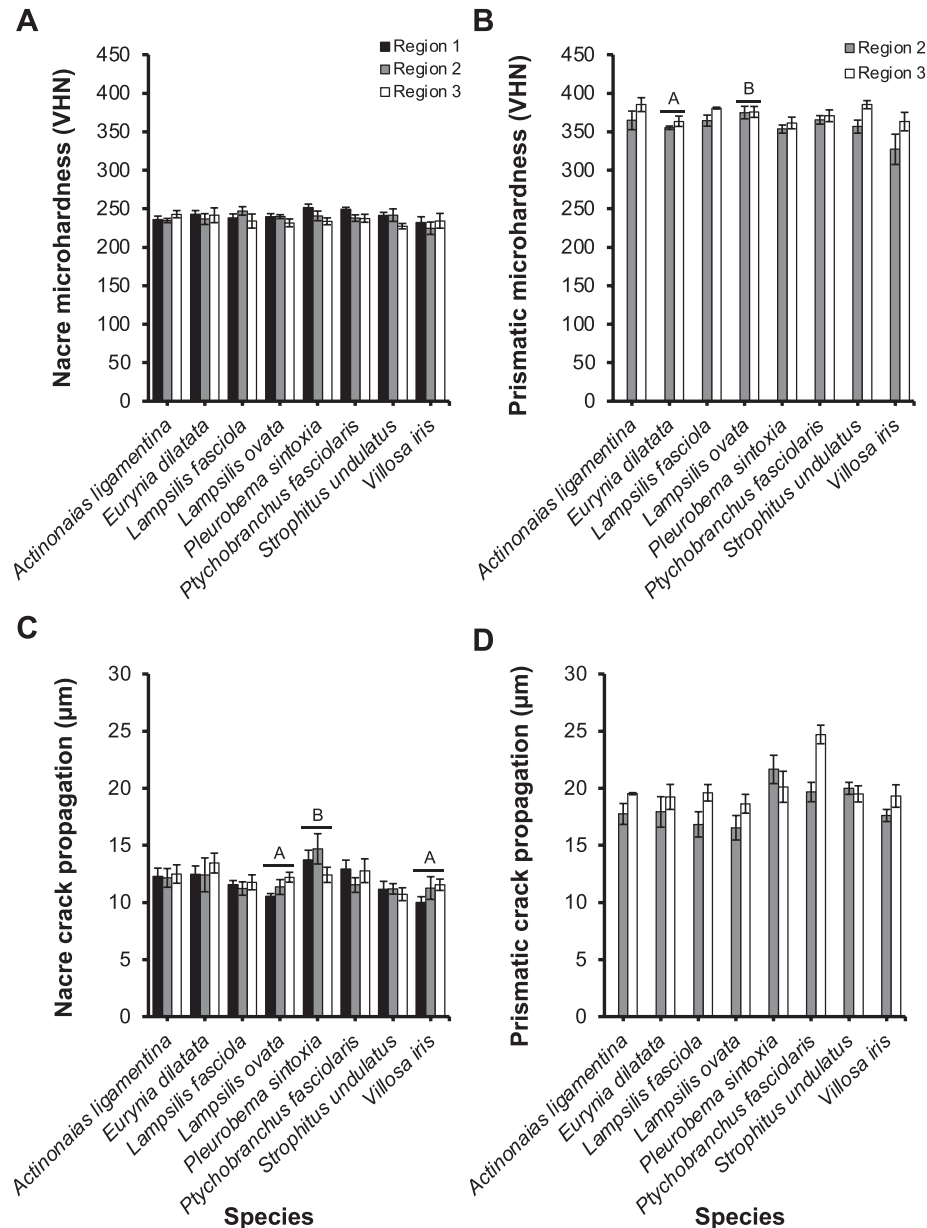 A
Nacre microhardness (VHN)
450
400
350
300
250
200
150
100
50
0
Region 1
Region 2
Region 3
Actinonaias ligamentina
Eurynia dilatata
Lampsilis fasciola
Lampsilis ovata
Pleurobema sintoxia
Ptychobranchus fasciolaris
Strophitus undulatus
Villosa iris
B
Prismatic microhardness (VHN)
450
400
350
300
250
200
150
100
50
0
Region 2
Region 3
A
B
Actinonaias ligamentina
Eurynia dilatata
Lampsilis fasciola
Lampsilis ovata
Pleurobema sintoxia
Ptychobranchus fasciolaris
Strophitus undulatus
Villosa iris
C
Nacre crack propagation (µm)
30
25
20
15
10
5
0
A
B
A
Actinonaias ligamentina
Eurynia dilatata
Lampsilis fasciola
Lampsilis ovata
Pleurobema sintoxia
Ptychobranchus fasciolaris
Strophitus undulatus
Villosa iris
Species
D
Prismatic crack propagation (µm)
30
25
20
15
10
5
0
Actinonaias ligamentina
Eurynia dilatata
Lampsilis fasciola
Lampsilis ovata
Pleurobema sintoxia
Ptychobranchus fasciolaris
Strophitus undulatus
Villosa iris
Species